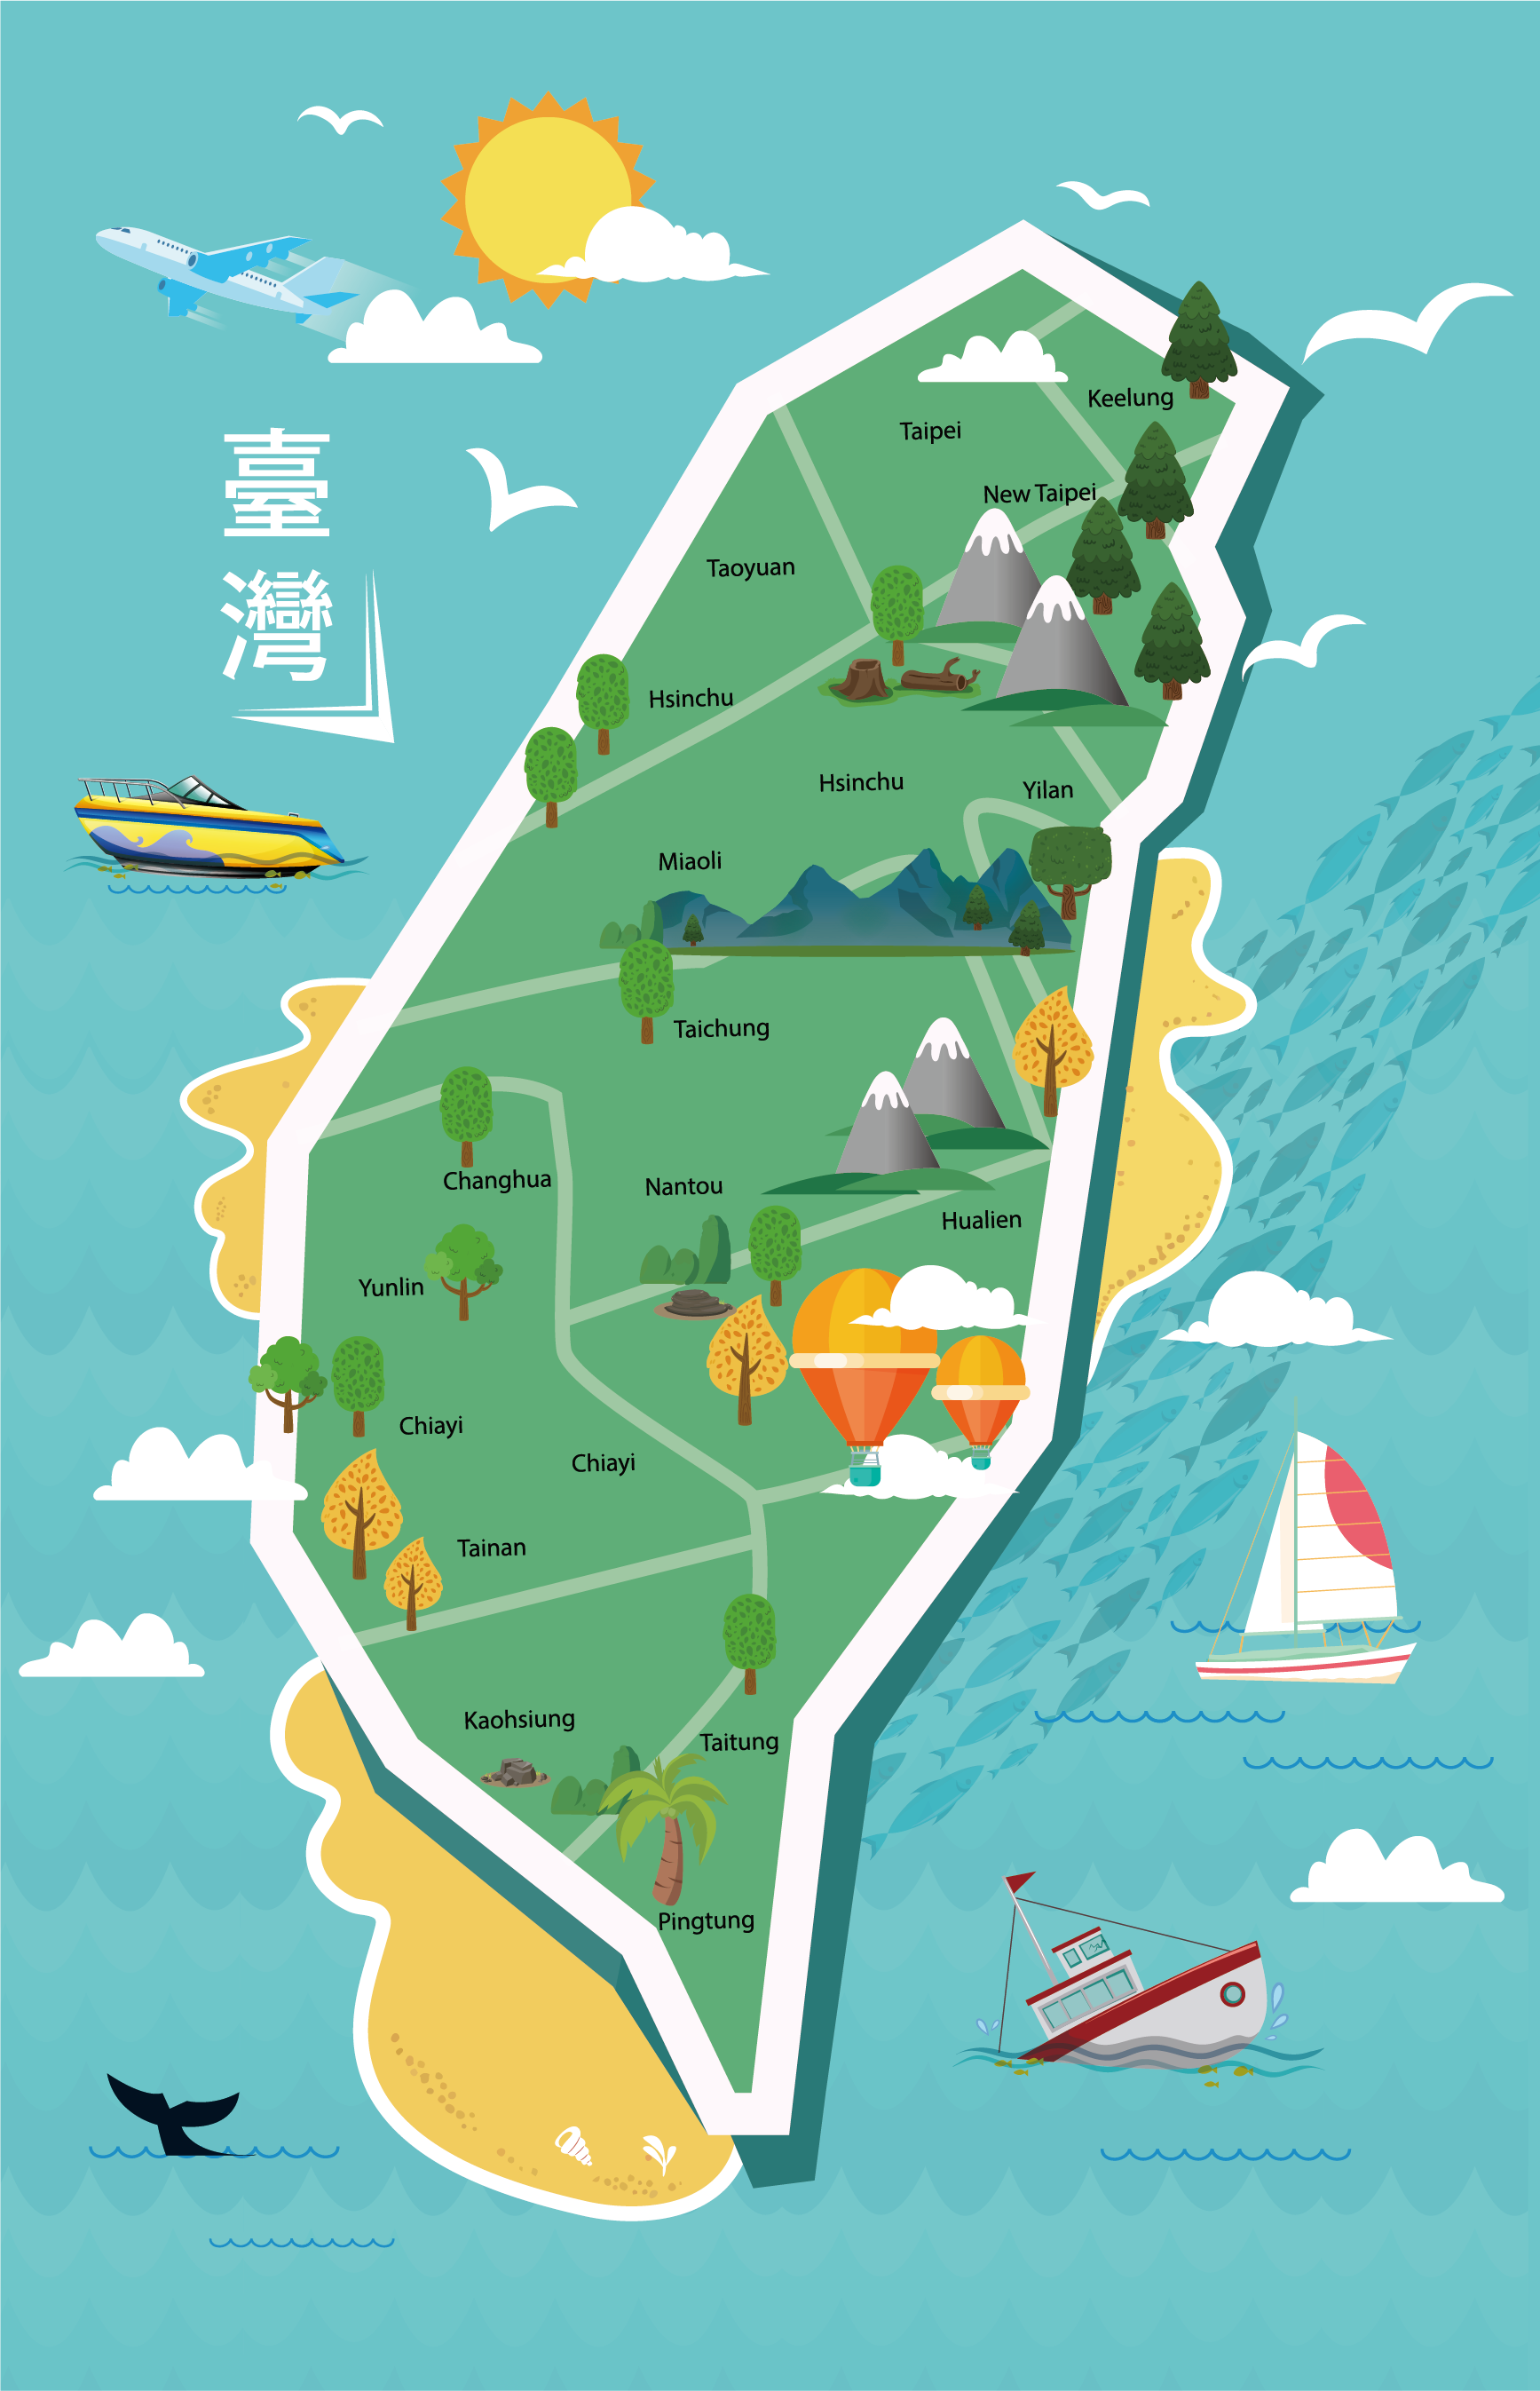 臺
灣
Keelung
Taipei
New Taipei
Taoyuan
Hsinchu
Hsinchu
Yilan
Miaoli
Taichung
Changhua
Nantou
Hualien
Yunlin
Chiayi
Chiayi
Tainan
Kaohsiung
Taitung
Pingtung